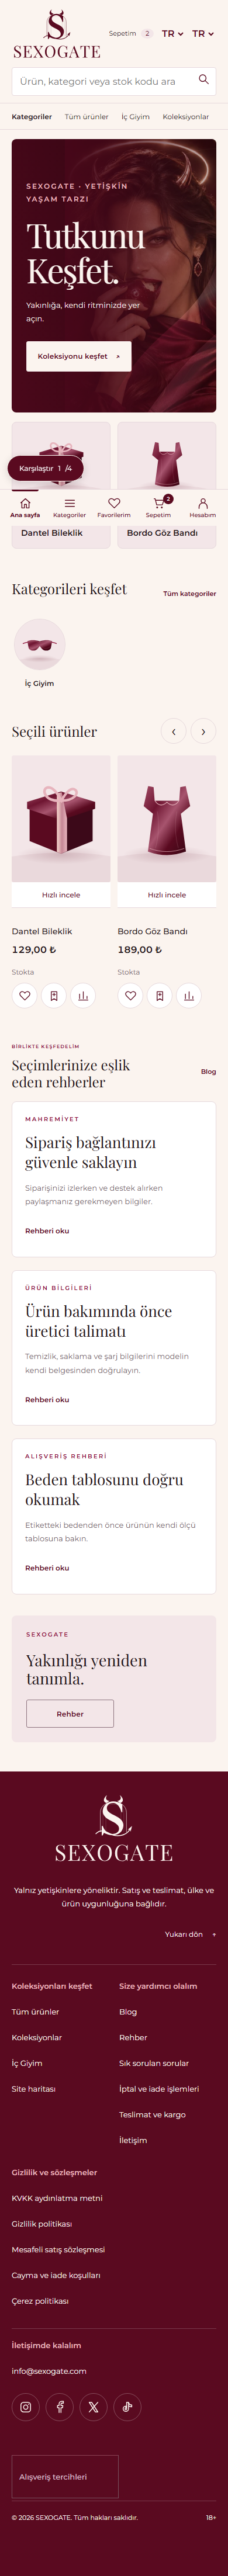 Sepetim 2 TR TR
SEXOGATE
Ürün, kategori veya stok kodu ara
Kategoriler Tüm ürünler İç Giyim Koleksiyonlar
SEXOGATE · YETİŞKİN
YAŞAM TARZI
Tutkunu
Keşfet.
Yakınlığa, kendi ritminizde yer
açın.
Koleksiyonu keşfet >
Karşılaştır 1 /4
Ana sayfa Kategoriler Favorilerim Sepetim 2 Hesabım
Dantel Bileklik Bordo Göz Bandı
Kategorileri keşfet Tüm kategoriler
İç Giyim
Seçili ürünler ‹ ›
Hızlı incele Hızlı incele
Dantel Bileklik Bordo Göz Bandı
129,00 ₺ 189,00 ₺
Stokta Stokta
BİRLİKTE KEŞFEDELİM
Seçimlerinize eşlik
eden rehberler Blog
MAHREMİYET
Sipariş bağlantınızı
güvenle saklayın
Siparişinizi izlerken ve destek alırken
paylaşmanız gerekmeyen bilgiler.
Rehberi oku
ÜRÜN BİLGİLERİ
Ürün bakımında önce
üretici talimatı
Temizlik, saklama ve şarj bilgilerini modelin
kendi belgesinden doğrulayın.
Rehberi oku
ALIŞVERİŞ REHBERİ
Beden tablosunu doğru
okumak
Etiketteki bedenden önce ürünün kendi ölçü
tablosuna bakın.
Rehberi oku
SEXOGATE
Yakınlığı yeniden
tanımla.
Rehber
SEXOGATE
Yalnız yetişkinlere yöneliktir. Satış ve teslimat, ülke ve
ürün uygunluğuna bağlıdır.
Yukarı dön ↑
Koleksiyonları keşfet Size yardımcı olalım
Tüm ürünler Blog
Koleksiyonlar Rehber
İç Giyim Sık sorulan sorular
Site haritası İptal ve iade işlemleri
Teslimat ve kargo
İletişim
Gizlilik ve sözleşmeler
KVKK aydınlatma metni
Gizlilik politikası
Mesafeli satış sözleşmesi
Cayma ve iade koşulları
Çerez politikası
İletişimde kalalım
info@sexogate.com
Alışveriş tercihleri
© 2026 SEXOGATE. Tüm hakları saklıdır. 18+